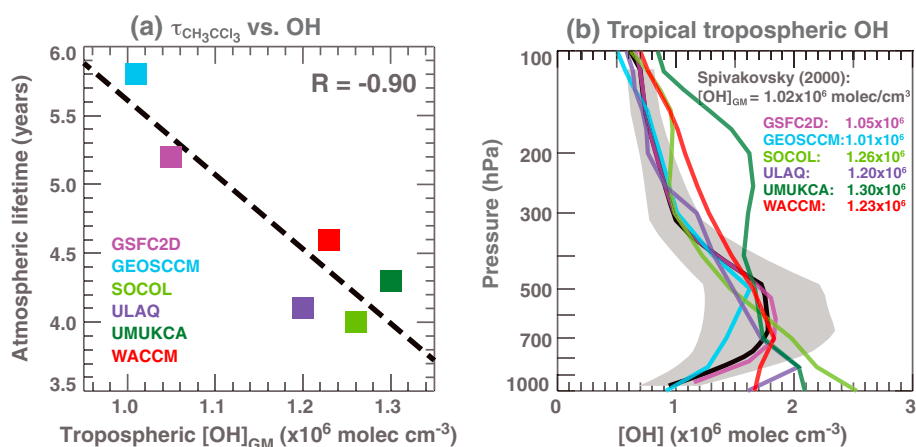 (a) τCH3CCl3 vs. OH
R = -0.90
Atmospheric lifetime (years)
6.0
5.5
5.0
4.5
4.0
3.5
GSFC2D
GEOSCCM
SOCOL
ULAQ
UMUKCA
WACCM
1.0 1.1 1.2 1.3
Tropospheric [OH]GM (x10⁶ molec cm⁻³)
(b) Tropical tropospheric OH
Spivakovsky (2000):
[OH]GM = 1.02x10⁶ molec/cm³
GSFC2D: 1.05x10⁶
GEOSCCM: 1.01x10⁶
SOCOL: 1.26x10⁶
ULAQ: 1.20x10⁶
UMUKCA: 1.30x10⁶
WACCM: 1.23x10⁶
Pressure (hPa)
100
200
300
500
700
1000
0 1 2 3
[OH] (x10⁶ molec cm⁻³)